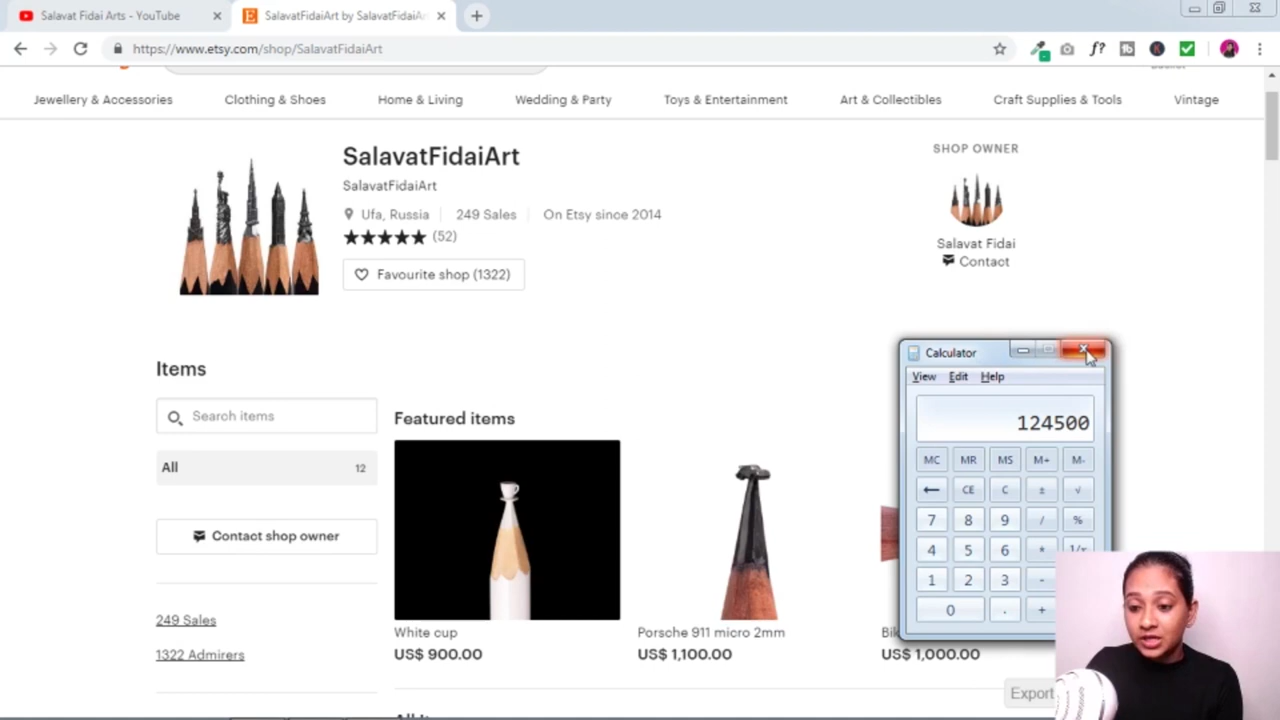 Salavat Fidai Arts - YouTube
SalavatFidaiArt by SalavatFidaiAr
https://www.etsy.com/shop/SalavatFidaiArt
f?
Jewellery & Accessories
Clothing & Shoes
Home & Living
Wedding & Party
Toys & Entertainment
Art & Collectibles
Craft Supplies & Tools
Vintage
SalavatFidaiArt
SalavatFidaiArt
Ufa, Russia
249 Sales
On Etsy since 2014
(52)
Favourite shop (1322)
SHOP OWNER
Salavat Fidai
Contact
Items
Search items
All 12
Contact shop owner
249 Sales
1322 Admirers
Featured items
White cup
US$ 900.00
Porsche 911 micro 2mm
US$ 1,100.00
US$ 1,000.00
Calculator
View Edit Help
124500
MC MR MS M+ M-
← CE C ± √
7 8 9 / %
4 5 6 * 1/x
1 2 3 -
0 . +
Export